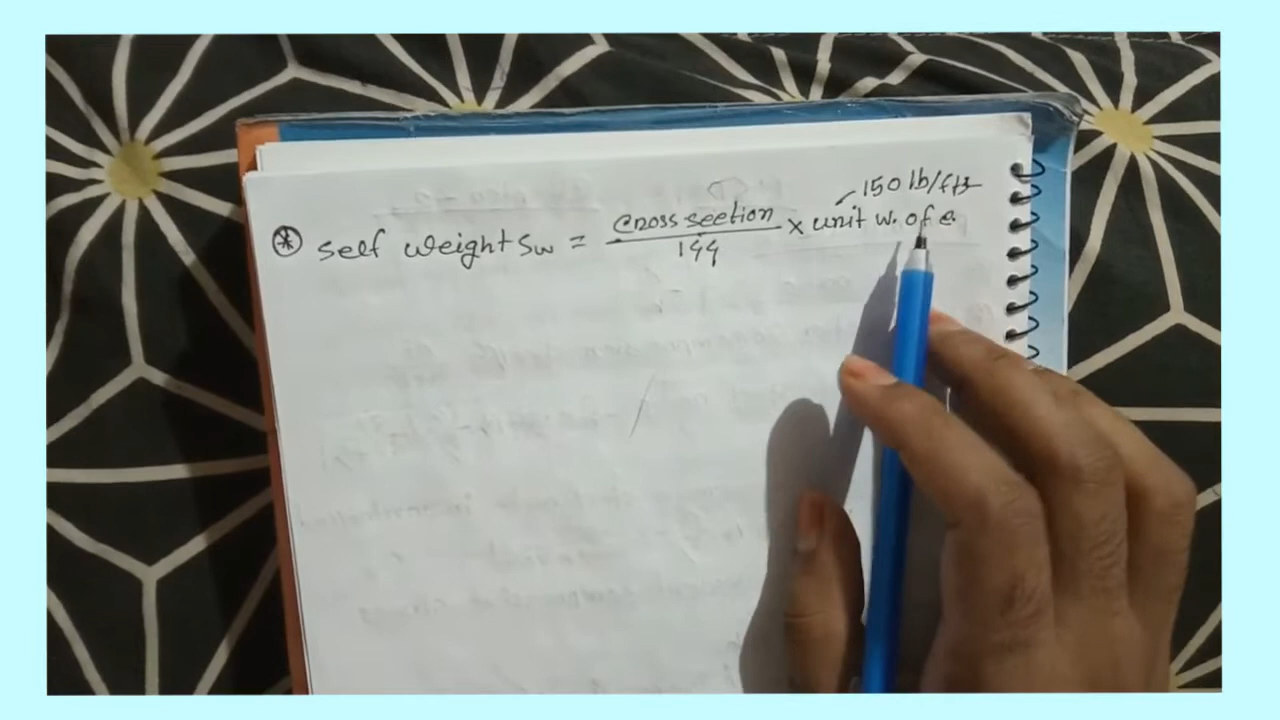 150 lb/ft3
* Self weight Sw = Cross section / 144 × unit w. of c.